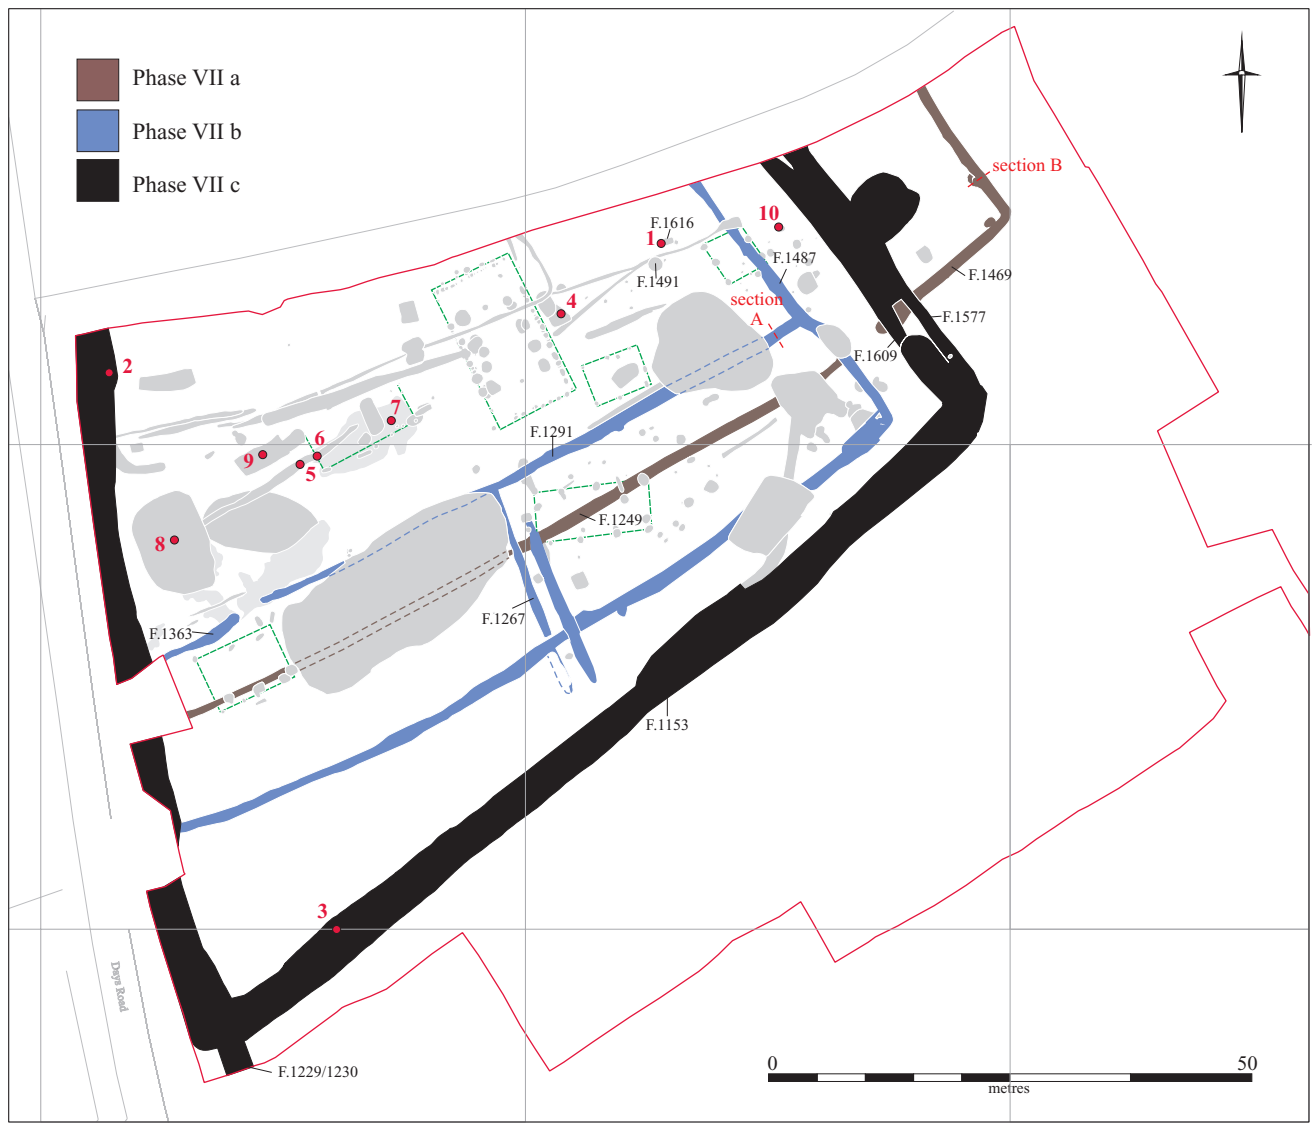 Phase VII a
Phase VII b
Phase VII c
section B
10
F.1616
1
F.1487
F.1491
F.1469
section
A
4
F.1577
F.1609
2
7
F.1291
6
9
5
F.1249
8
F.1267
F.1363
F.1153
3
Days Road
F.1229/1230
0
50
metres